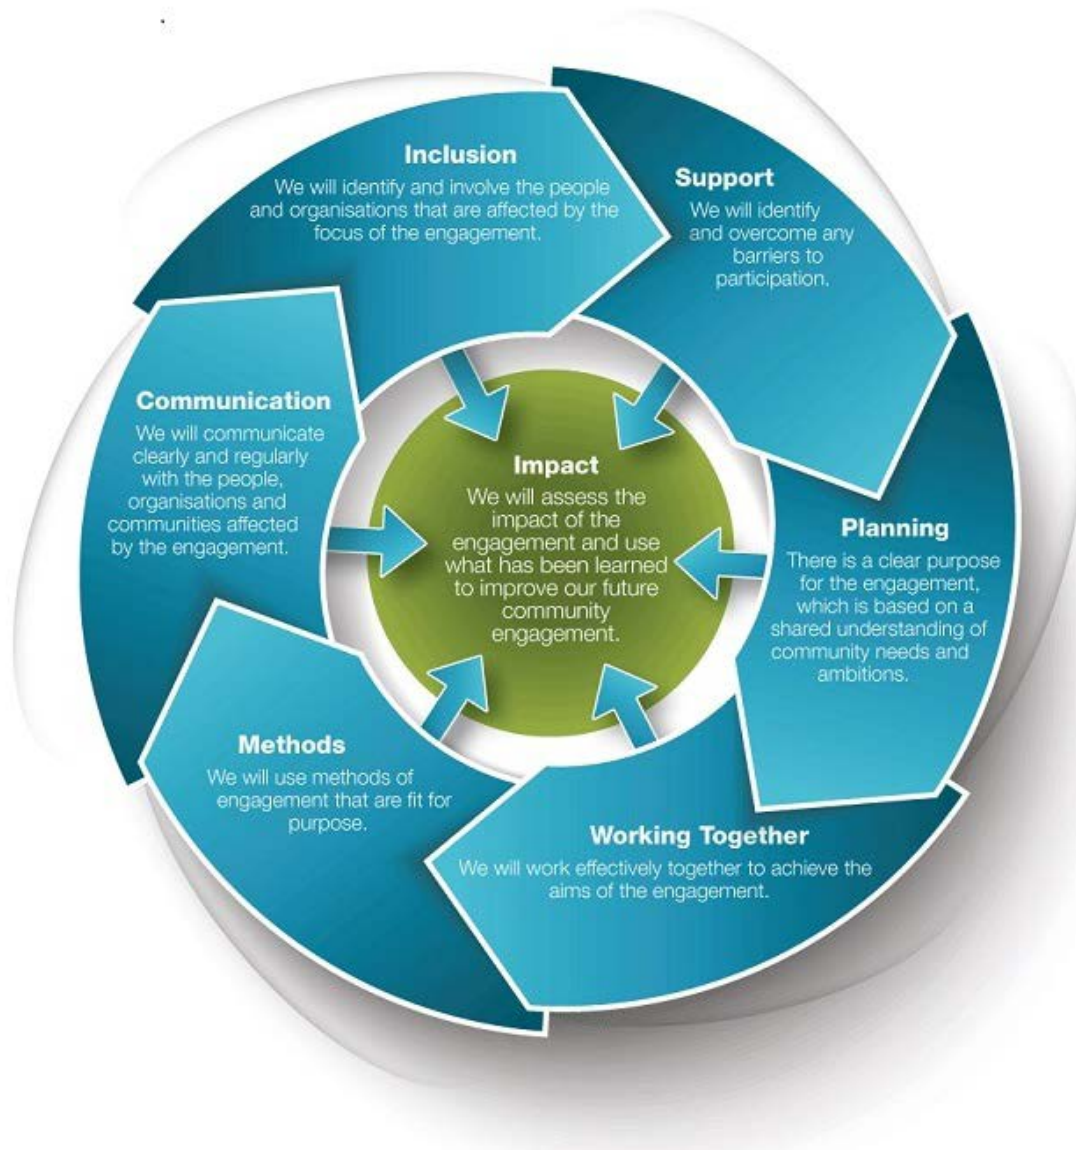 Inclusion
We will identify and involve the people
and organisations that are affected by the
focus of the engagement.
Support
We will identify
and overcome any
barriers to
participation.
Planning
There is a clear purpose
for the engagement,
which is based on a
shared understanding of
community needs and
ambitions.
Working Together
We will work effectively together to achieve the
aims of the engagement.
Methods
We will use methods of
engagement that are fit for
purpose.
Communication
We will communicate
clearly and regularly
with the people,
organisations and
communities affected
by the engagement.
Impact
We will assess the
impact of the
engagement and use
what has been learned
to improve our future
community
engagement.